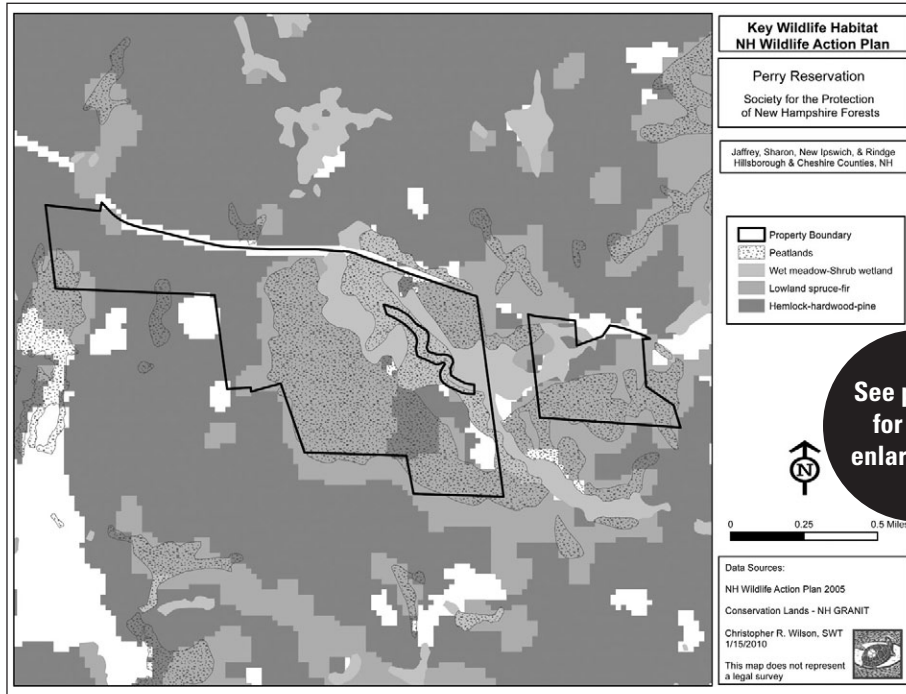 Key Wildlife Habitat
NH Wildlife Action Plan
Perry Reservation
Society for the Protection
of New Hampshire Forests
Jaffrey, Sharon, New Ipswich, & Rindge
Hillsborough & Cheshire Counties, NH
Property Boundary
Peatlands
Wet meadow-Shrub wetland
Lowland spruce-fir
Hemlock-hardwood-pine
See p
for
enlar
N
0 0.25 0.5 Miles
Data Sources:
NH Wildlife Action Plan 2005
Conservation Lands - NH GRANIT
Christopher R. Wilson, SWT
1/15/2010
This map does not represent
a legal survey